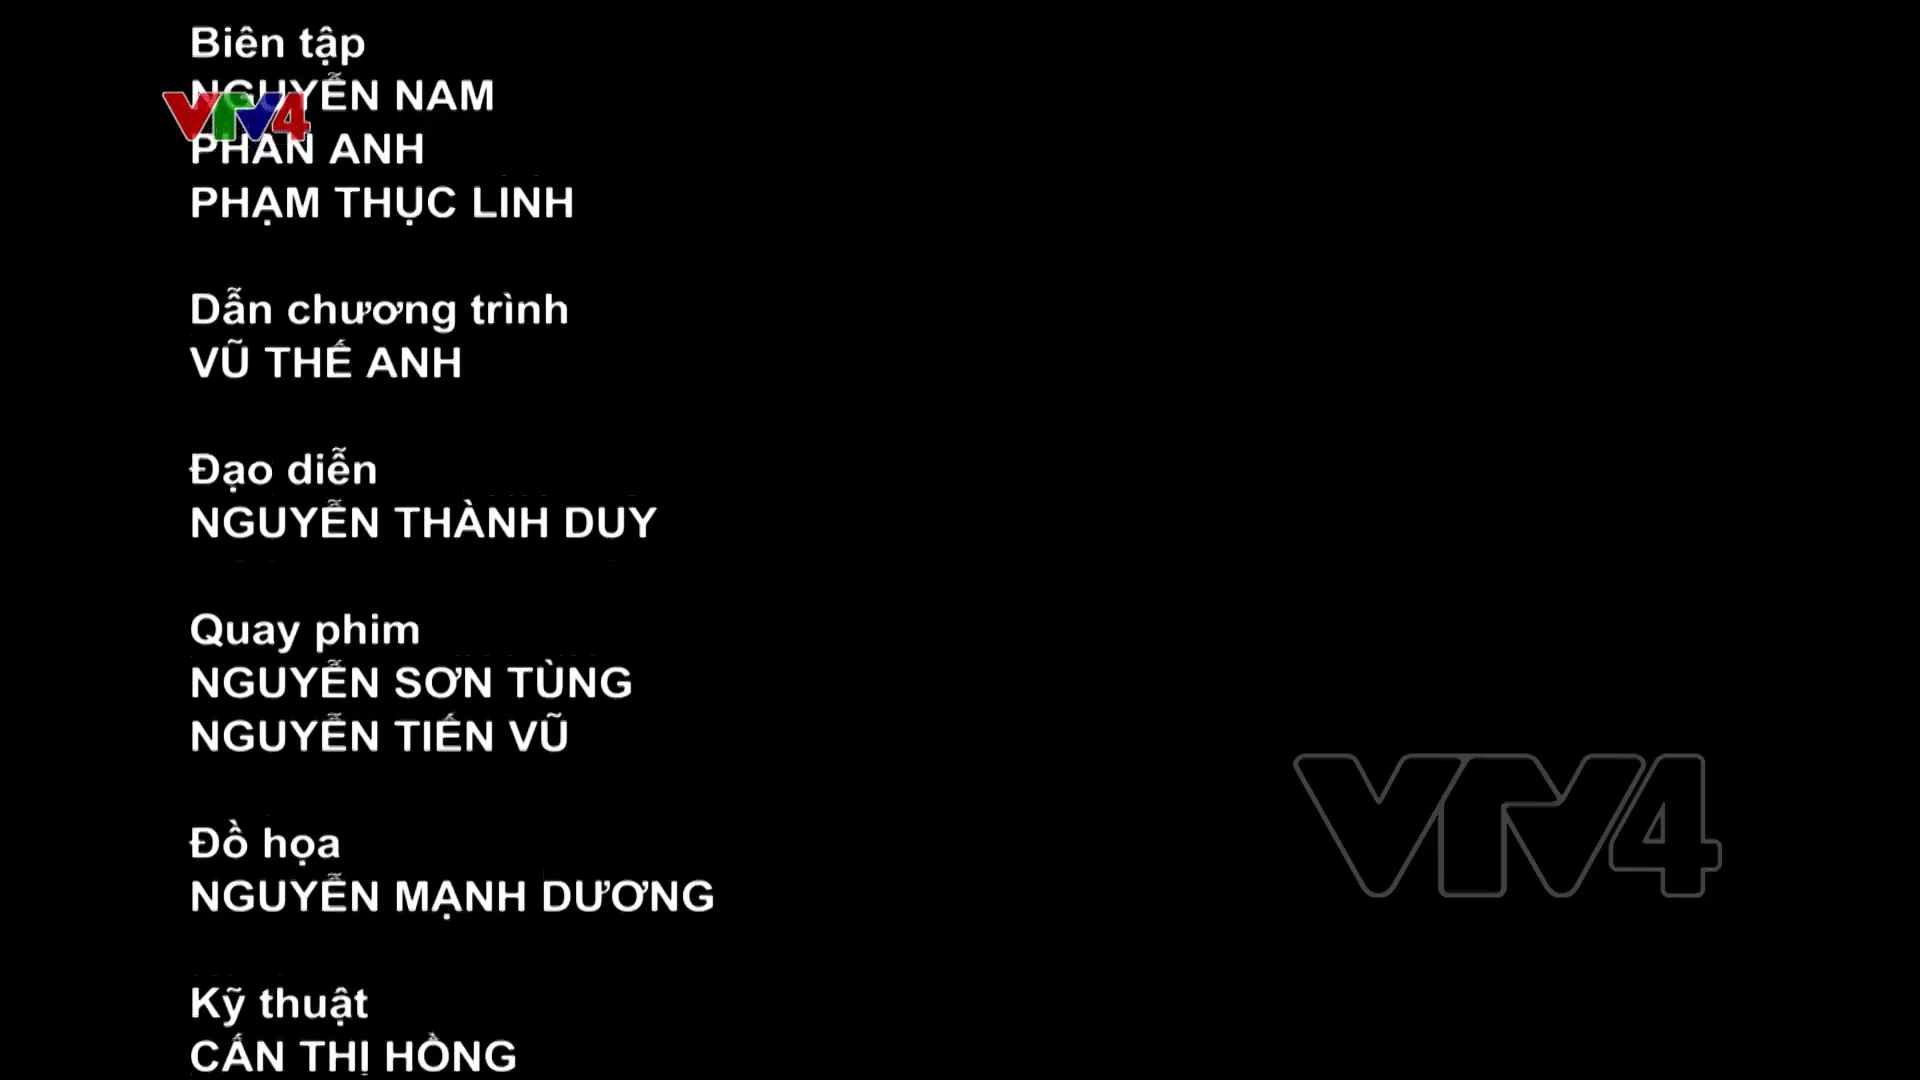 Biên tập
NGUYỄN NAM
VTV4
PHAN ANH
PHẠM THỤC LINH
Dẫn chương trình
VŨ THẾ ANH
Đạo diễn
NGUYỄN THÀNH DUY
Quay phim
NGUYỄN SƠN TÙNG
NGUYỄN TIẾN VŨ
Đồ họa
NGUYỄN MẠNH DƯƠNG
VTV4
Kỹ thuật
CẤN THỊ HỒNG